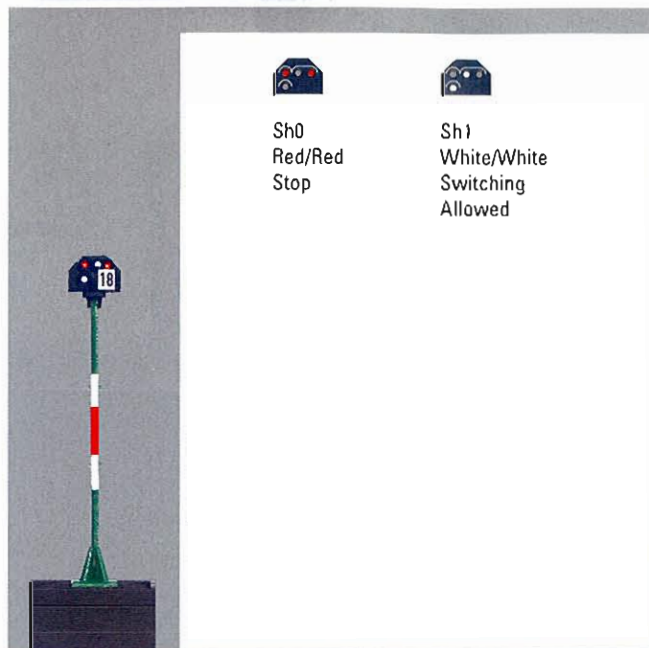 Sh0
Red/Red
Stop
Sh1
White/White
Switching
Allowed
18